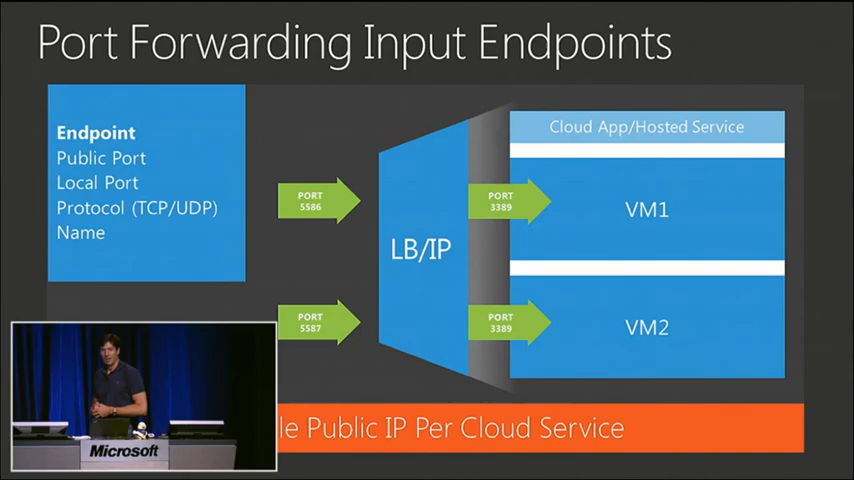 Port Forwarding Input Endpoints
Endpoint
Public Port
Local Port
Protocol (TCP/UDP)
Name
PORT
5586
PORT
5587
LB/IP
PORT
3389
PORT
3389
Cloud App/Hosted Service
VM1
VM2
le Public IP Per Cloud Service
Microsoft